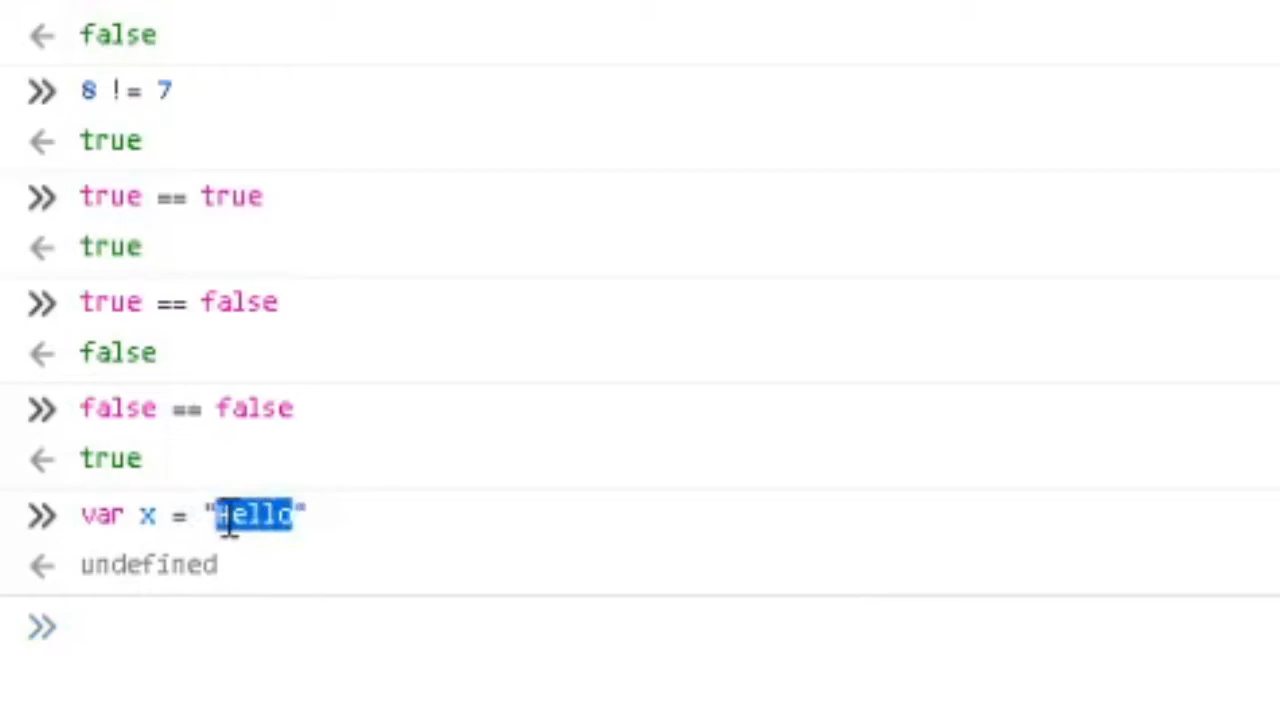 ← false
>> 8 != 7
← true
>> true == true
← true
>> true == false
← false
>> false == false
← true
>> var x = "Hello"
← undefined
>>